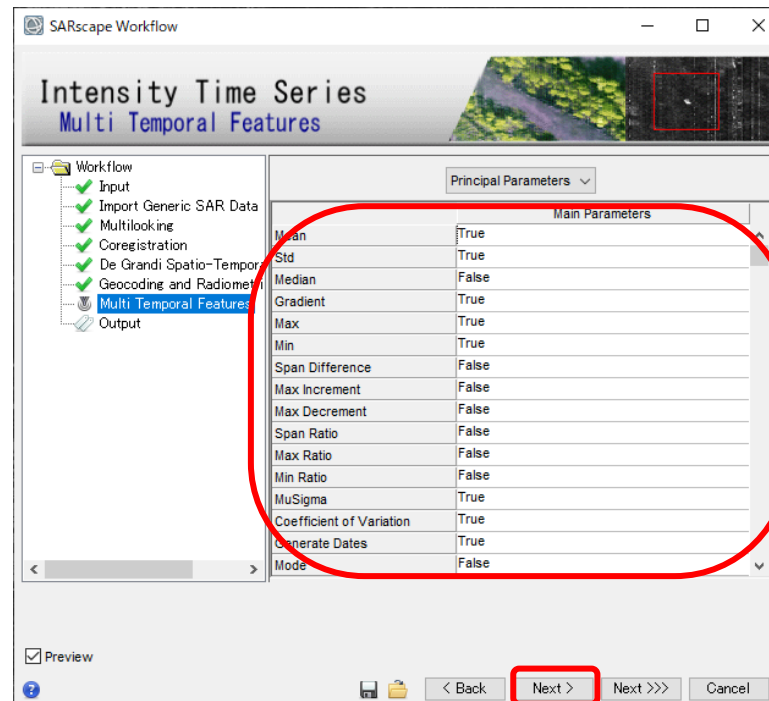 SARscape Workflow
Intensity Time Series
Multi Temporal Features
Workflow
Input
Import Generic SAR Data
Multilooking
Coregistration
De Grandi Spatio-Tempora
Geocoding and Radiometri
Multi Temporal Features
Output
Principal Parameters
Main Parameters
Mean True
Std True
Median False
Gradient True
Max True
Min True
Span Difference False
Max Increment False
Max Decrement False
Span Ratio False
Max Ratio False
Min Ratio False
MuSigma True
Coefficient of Variation True
Generate Dates True
Mode False
Preview
< Back Next > Next >>> Cancel